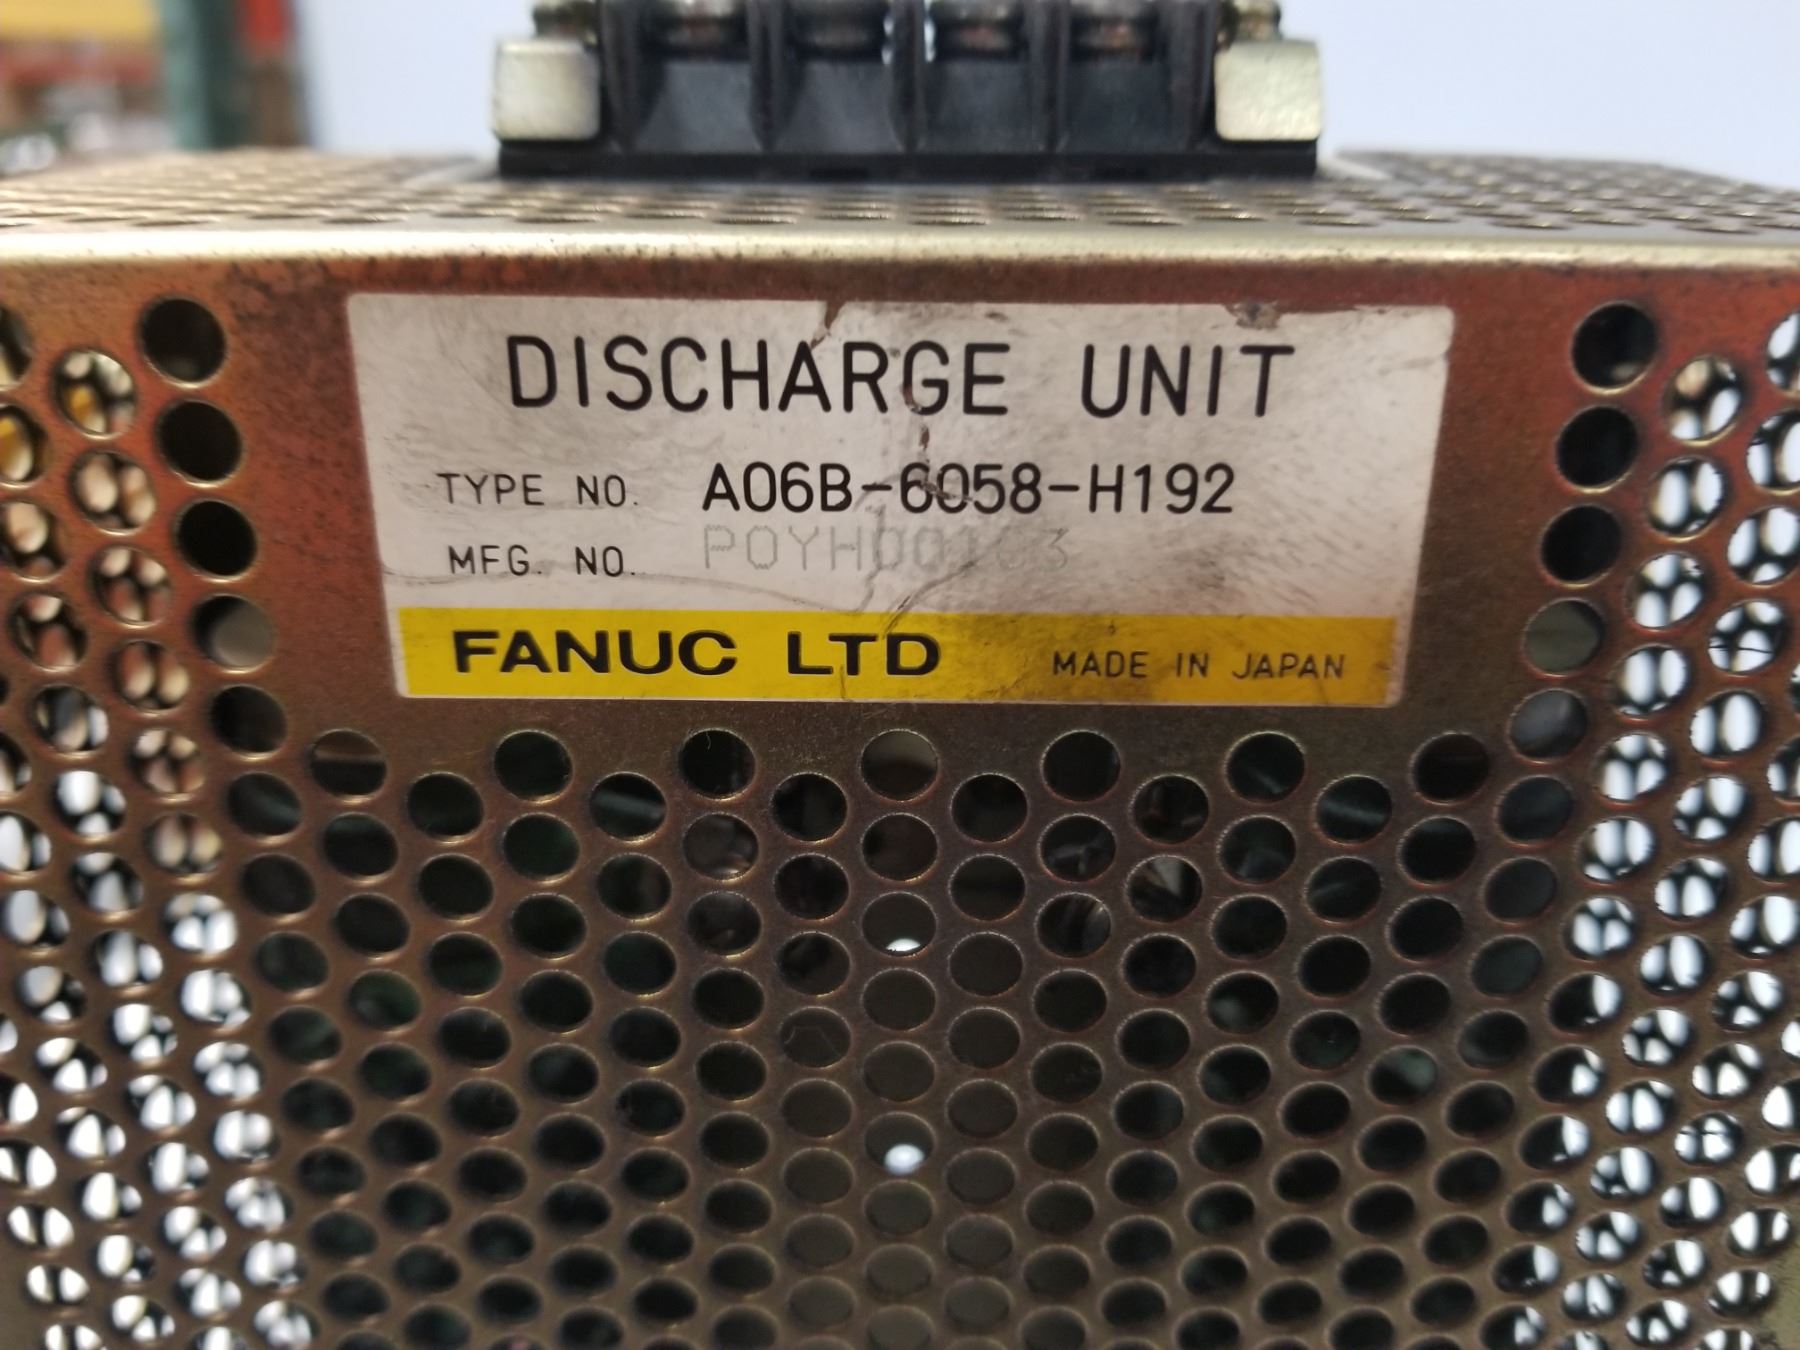 DISCHARGE UNIT
TYPE NO. A06B-6058-H192
MFG. NO.
FANUC LTD MADE IN JAPAN